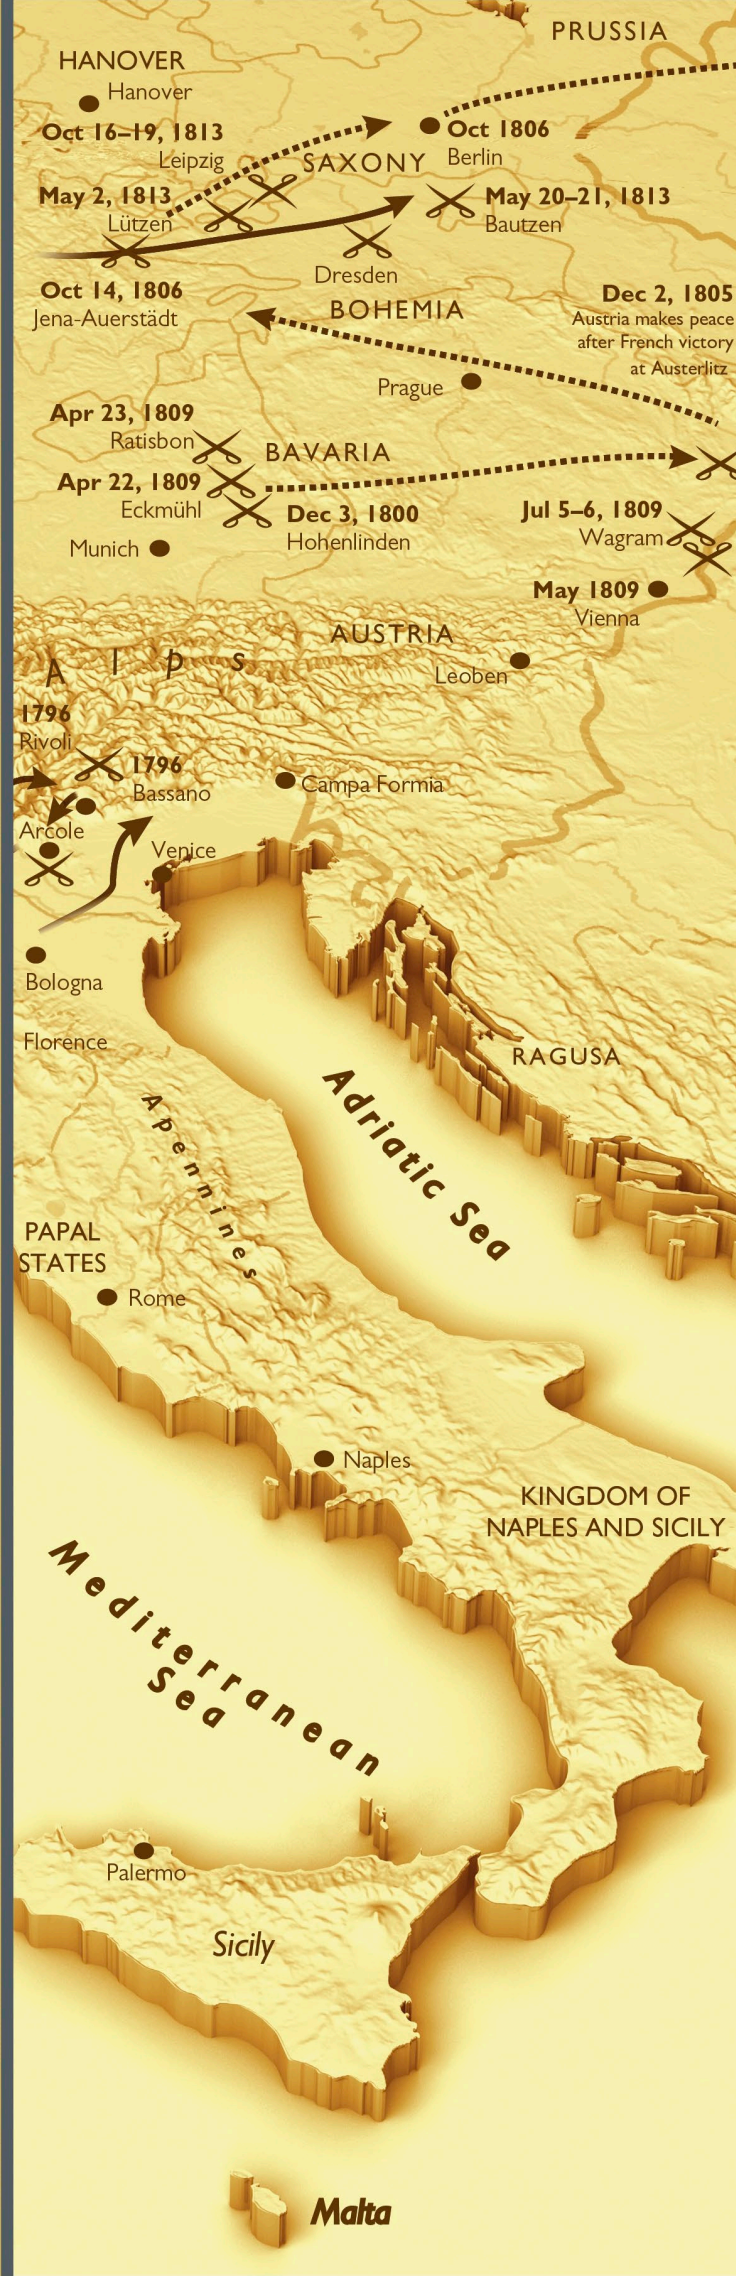 PRUSSIA
HANOVER
Hanover
Oct 16–19, 1813
Leipzig
Oct 1806
Berlin
SAXONY
May 2, 1813
Lützen
May 20–21, 1813
Bautzen
Dresden
Oct 14, 1806
Jena-Auerstädt
BOHEMIA
Dec 2, 1805
Austria makes peace
after French victory
at Austerlitz
Prague
Apr 23, 1809
Ratisbon
BAVARIA
Apr 22, 1809
Eckmühl
Dec 3, 1800
Hohenlinden
Jul 5–6, 1809
Wagram
Munich
May 1809
Vienna
AUSTRIA
Alps
Leoben
1796
Rivoli
1796
Bassano
Campa Formia
Arcole
Venice
Bologna
Florence
RAGUSA
Adriatic Sea
Apennines
PAPAL
STATES
Rome
Naples
KINGDOM OF
NAPLES AND SICILY
Mediterranean
Sea
Palermo
Sicily
Malta